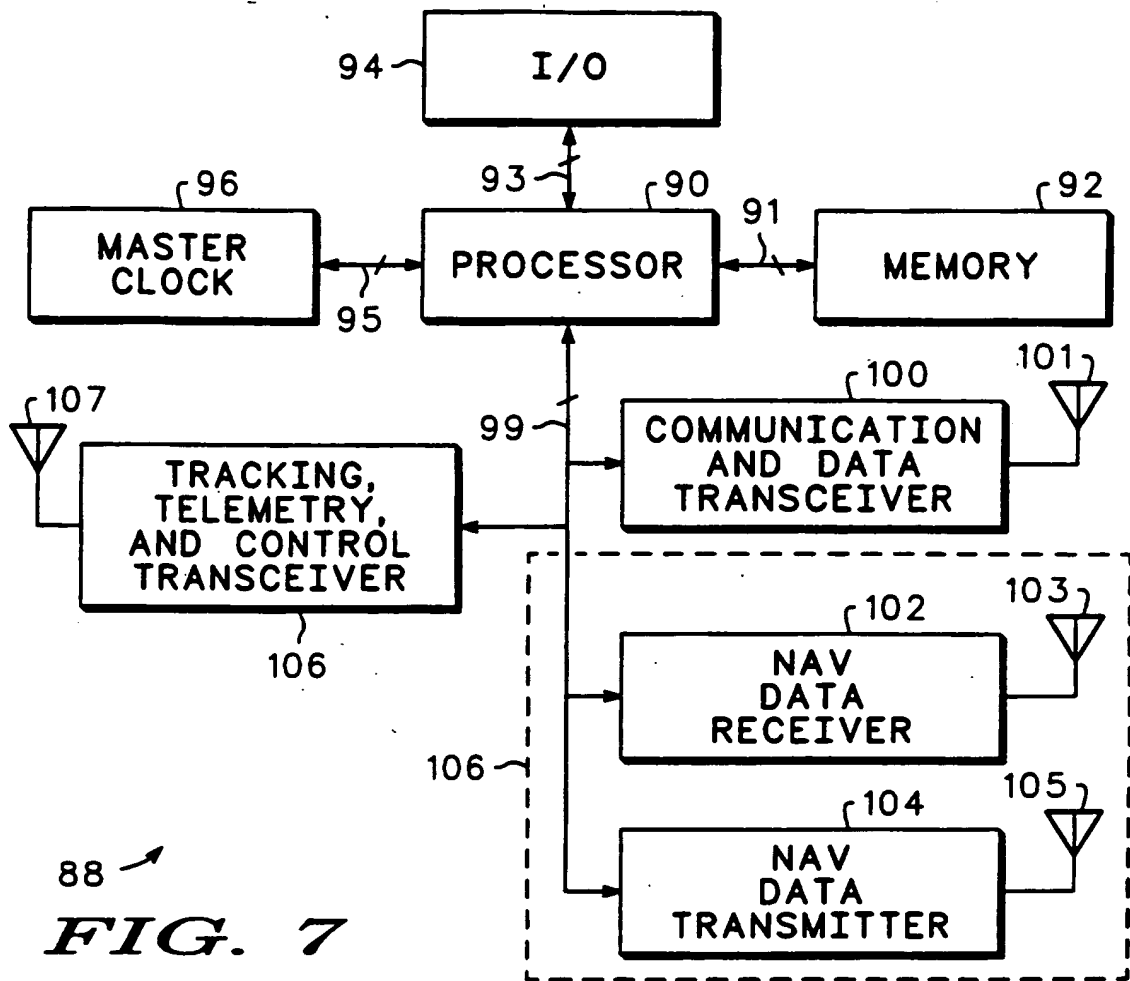 94
I/O
93
96
90
92
MASTER
CLOCK
95
PROCESSOR
91
MEMORY
107
99
100
101
COMMUNICATION
AND DATA
TRANSCEIVER
TRACKING,
TELEMETRY,
AND CONTROL
TRANSCEIVER
106
102
103
NAV
DATA
RECEIVER
106
104
105
NAV
DATA
TRANSMITTER
88
FIG. 7